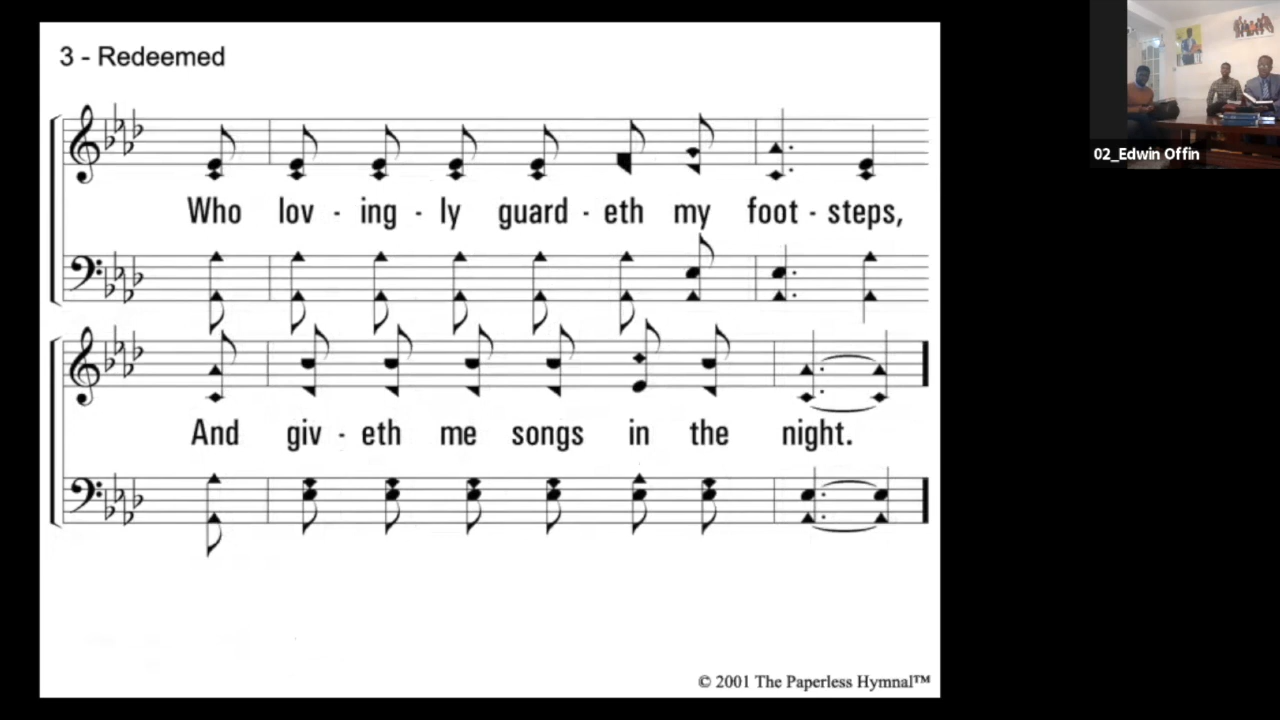 3 - Redeemed
Who lov - ing - ly guard - eth my foot - steps,
And giv - eth me songs in the night.
© 2001 The Paperless Hymnal™
02_Edwin Offin